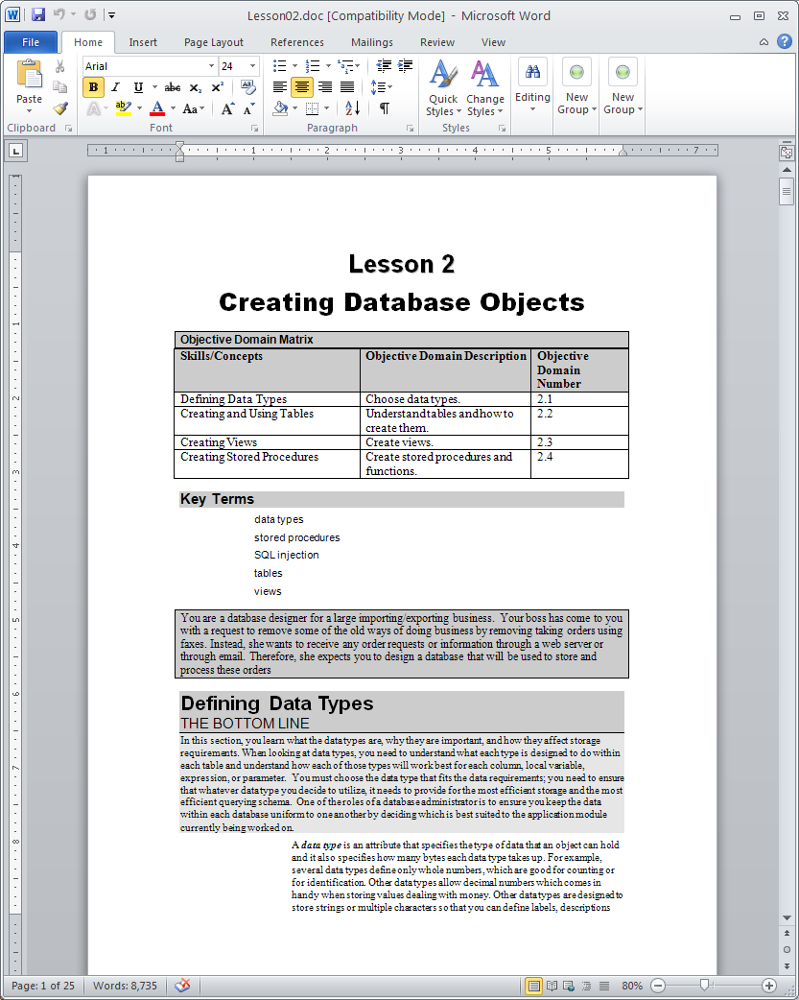 Lesson02.doc [Compatibility Mode] - Microsoft Word
File Home Insert Page Layout References Mailings Review View
Arial 24
Paste
B I U abc x₂ x²
A ab A Aa A A
Quick Styles Change Styles Editing New Group New Group
Clipboard Font Paragraph Styles
1 1 2 3 4 5 7
Lesson 2
Creating Database Objects
Objective Domain Matrix
Skills/Concepts Objective Domain Description Objective Domain Number
Defining Data Types Choose data types. 2.1
Creating and Using Tables Understand tables and how to create them. 2.2
Creating Views Create views. 2.3
Creating Stored Procedures Create stored procedures and functions. 2.4
Key Terms
data types
stored procedures
SQL injection
tables
views
You are a database designer for a large importing/exporting business. Your boss has come to you
with a request to remove some of the old ways of doing business by removing taking orders using
faxes. Instead, she wants to receive any order requests or information through a web server or
through email. Therefore, she expects you to design a database that will be used to store and
process these orders
Defining Data Types
THE BOTTOM LINE
In this section, you learn what the data types are, why they are important, and how they affect storage
requirements. When looking at data types, you need to understand what each type is designed to do within
each table and understand how each of those types will work best for each column, local variable,
expression, or parameter. You must choose the data type that fits the data requirements; you need to ensure
that whatever data type you decide to utilize, it needs to provide for the most efficient storage and the most
efficient querying schema. One of the roles of a database administrator is to ensure you keep the data
within each database uniform to one another by deciding which is best suited to the application module
currently being worked on.
A data type is an attribute that specifies the type of data that an object can hold
and it also specifies how many bytes each data type takes up. For example,
several data types define only whole numbers, which are good for counting or
for identification. Other data types allow decimal numbers which comes in
handy when storing values dealing with money. Other data types are designed to
store strings or multiple characters so that you can define labels, descriptions
Page: 1 of 25 Words: 8,735 80%